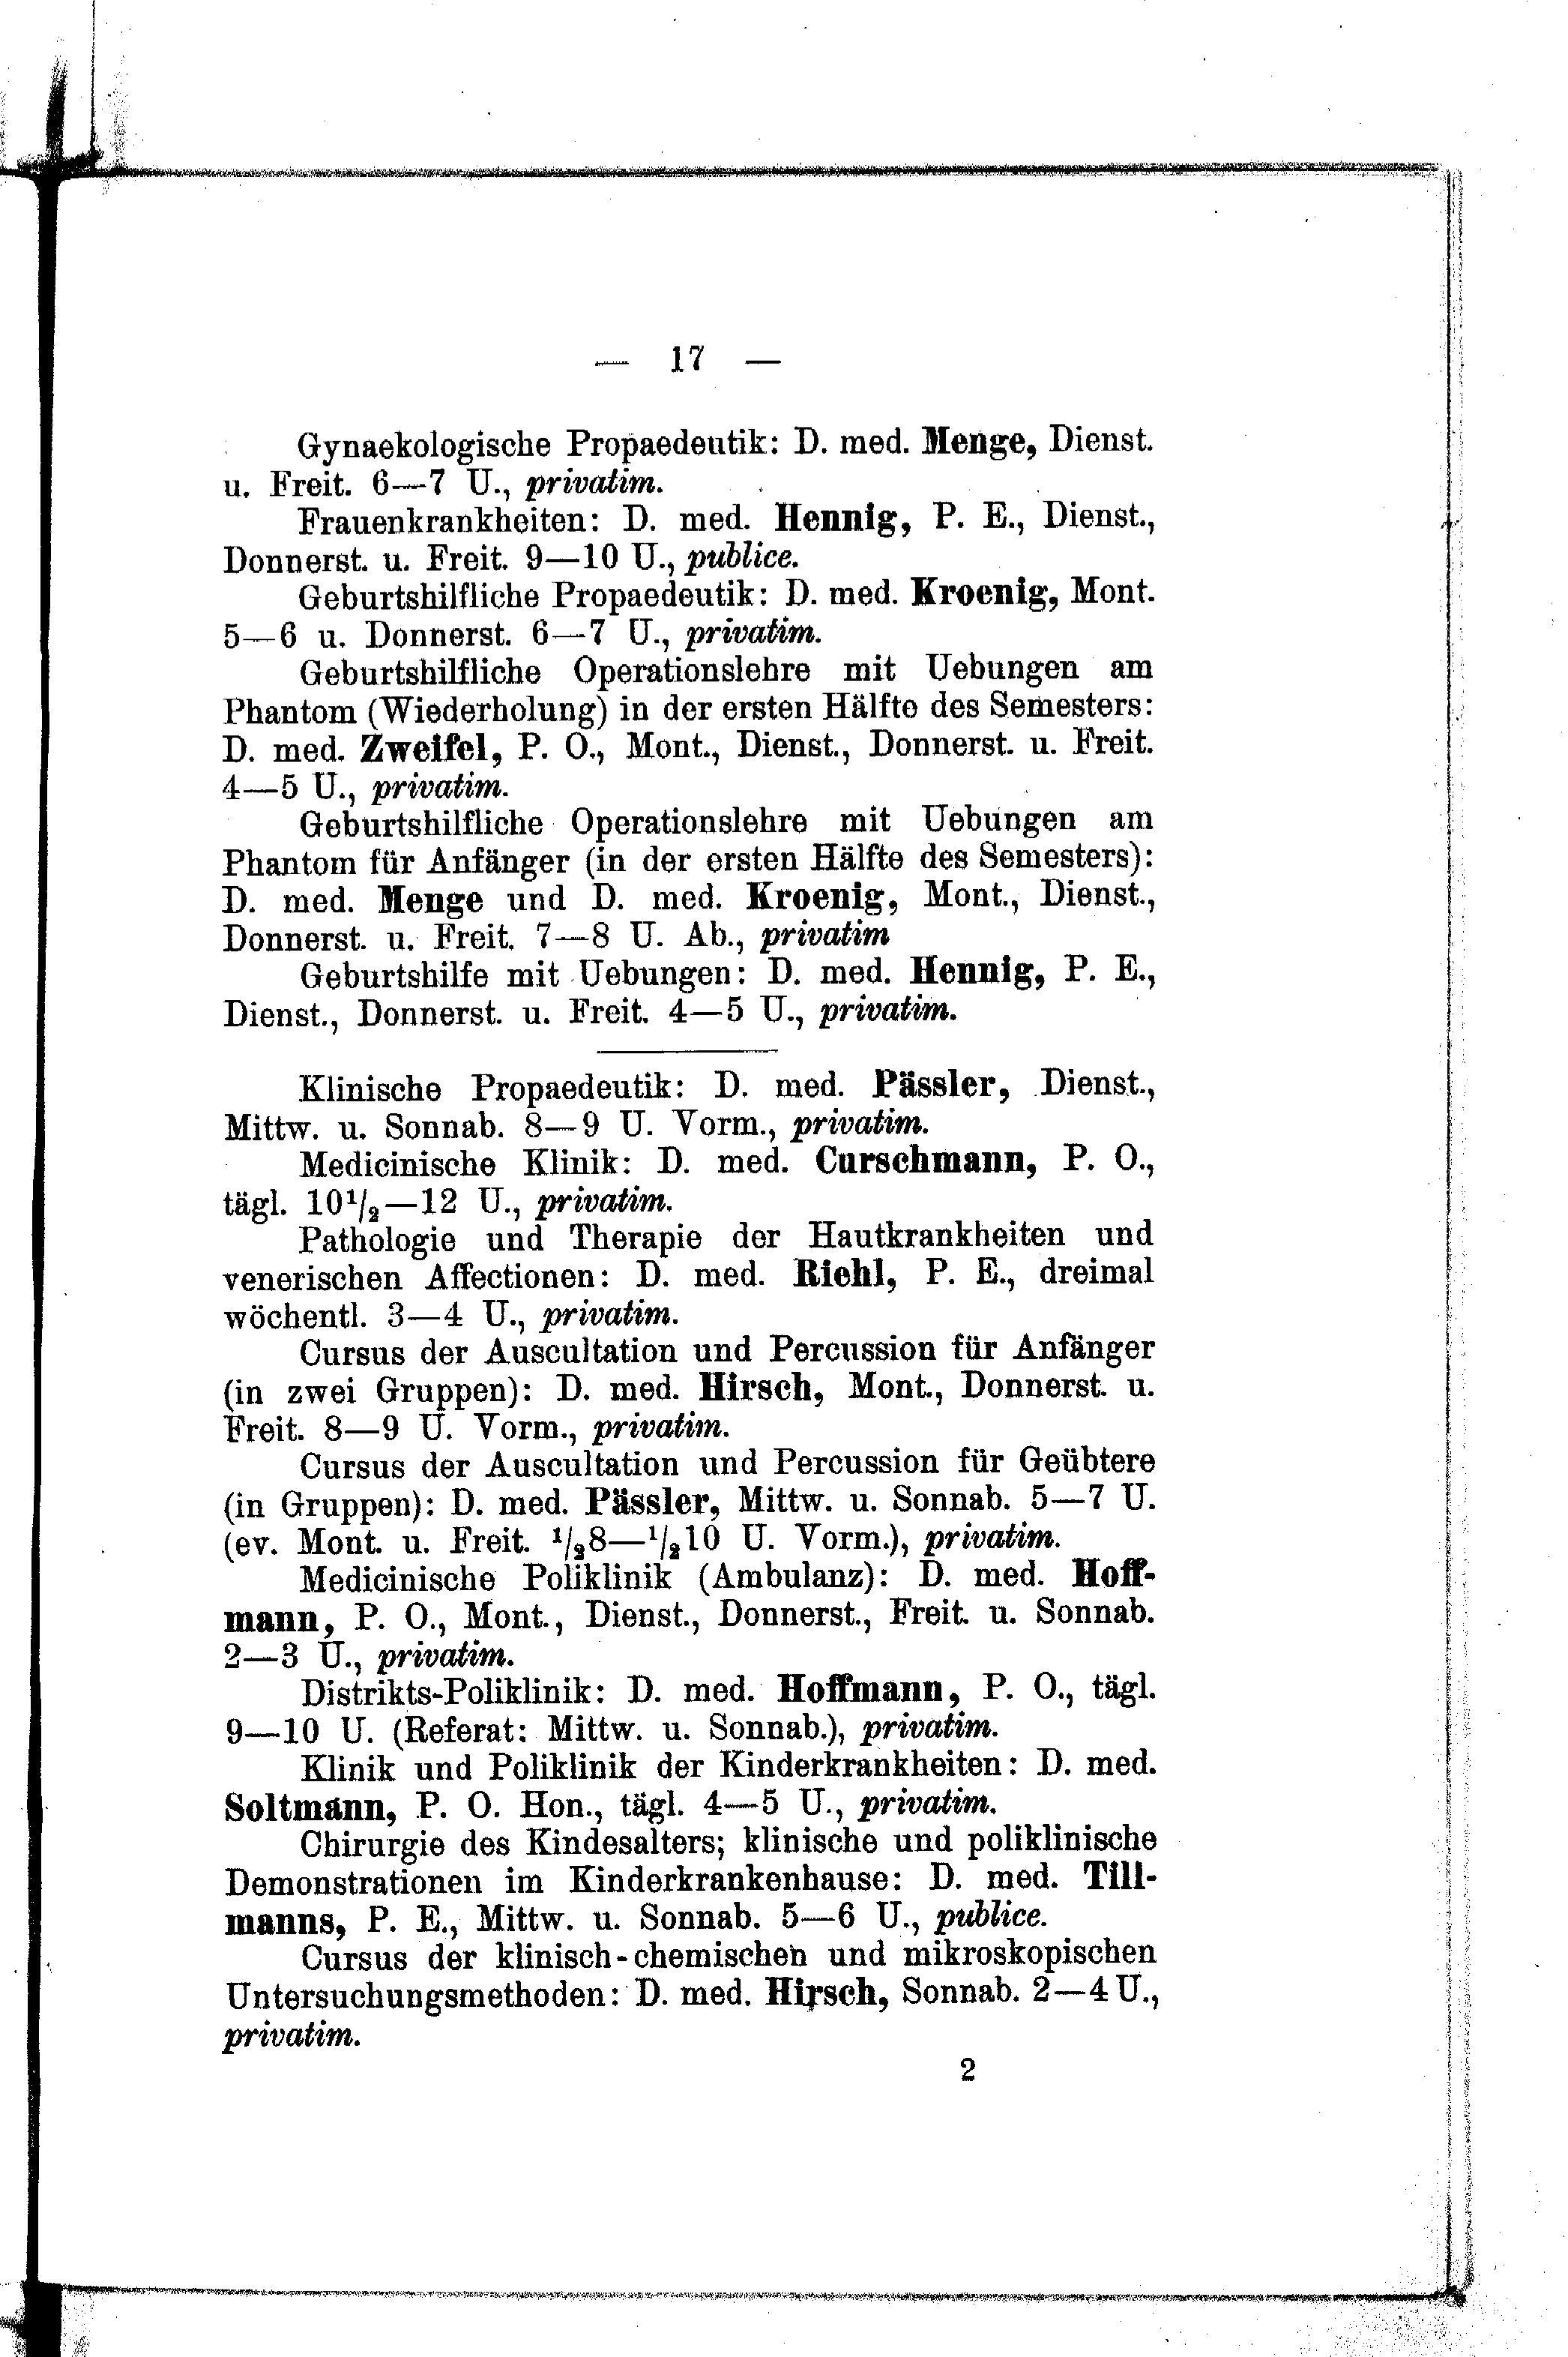 — 17 —
Gynaekologische Propaedeutik: D. med. Menge, Dienst.
u. Freit. 6—7 U., privatim.
Frauenkrankheiten: D. med. Hennig, P. E., Dienst.,
Donnerst. u. Freit. 9—10 U., publice.
Geburtshilfliche Propaedeutik: D. med. Kroenig, Mont.
5—6 u. Donnerst. 6—7 U., privatim.
Geburtshilfliche Operationslehre mit Uebungen am
Phantom (Wiederholung) in der ersten Hälfte des Semesters:
D. med. Zweifel, P. O., Mont., Dienst., Donnerst. u. Freit.
4—5 U., privatim.
Geburtshilfliche Operationslehre mit Uebungen am
Phantom für Anfänger (in der ersten Hälfte des Semesters):
D. med. Menge und D. med. Kroenig, Mont., Dienst.,
Donnerst. u. Freit. 7—8 U. Ab., privatim
Geburtshilfe mit Uebungen: D. med. Hennig, P. E.,
Dienst., Donnerst. u. Freit. 4—5 U., privatim.
Klinische Propaedeutik: D. med. Pässler, Dienst.,
Mittw. u. Sonnab. 8—9 U. Vorm., privatim.
Medicinische Klinik: D. med. Curschmann, P. O.,
tägl. 10¹/₂—12 U., privatim.
Pathologie und Therapie der Hautkrankheiten und
venerischen Affectionen: D. med. Riehl, P. E., dreimal
wöchentl. 3—4 U., privatim.
Cursus der Auscultation und Percussion für Anfänger
(in zwei Gruppen): D. med. Hirsch, Mont., Donnerst. u.
Freit. 8—9 U. Vorm., privatim.
Cursus der Auscultation und Percussion für Geübtere
(in Gruppen): D. med. Pässler, Mittw. u. Sonnab. 5—7 U.
(ev. Mont. u. Freit. ¹/₂8—¹/₂10 U. Vorm.), privatim.
Medicinische Poliklinik (Ambulanz): D. med. Hoff-
mann, P. O., Mont., Dienst., Donnerst., Freit. u. Sonnab.
2—3 U., privatim.
Distrikts-Poliklinik: D. med. Hoffmann, P. O., tägl.
9—10 U. (Referat: Mittw. u. Sonnab.), privatim.
Klinik und Poliklinik der Kinderkrankheiten: D. med.
Soltmann, P. O. Hon., tägl. 4—5 U., privatim.
Chirurgie des Kindesalters; klinische und poliklinische
Demonstrationen im Kinderkrankenhause: D. med. Till-
manns, P. E., Mittw. u. Sonnab. 5—6 U., publice.
Cursus der klinisch-chemischen und mikroskopischen
Untersuchungsmethoden: D. med. Hirsch, Sonnab. 2—4 U.,
privatim.
2